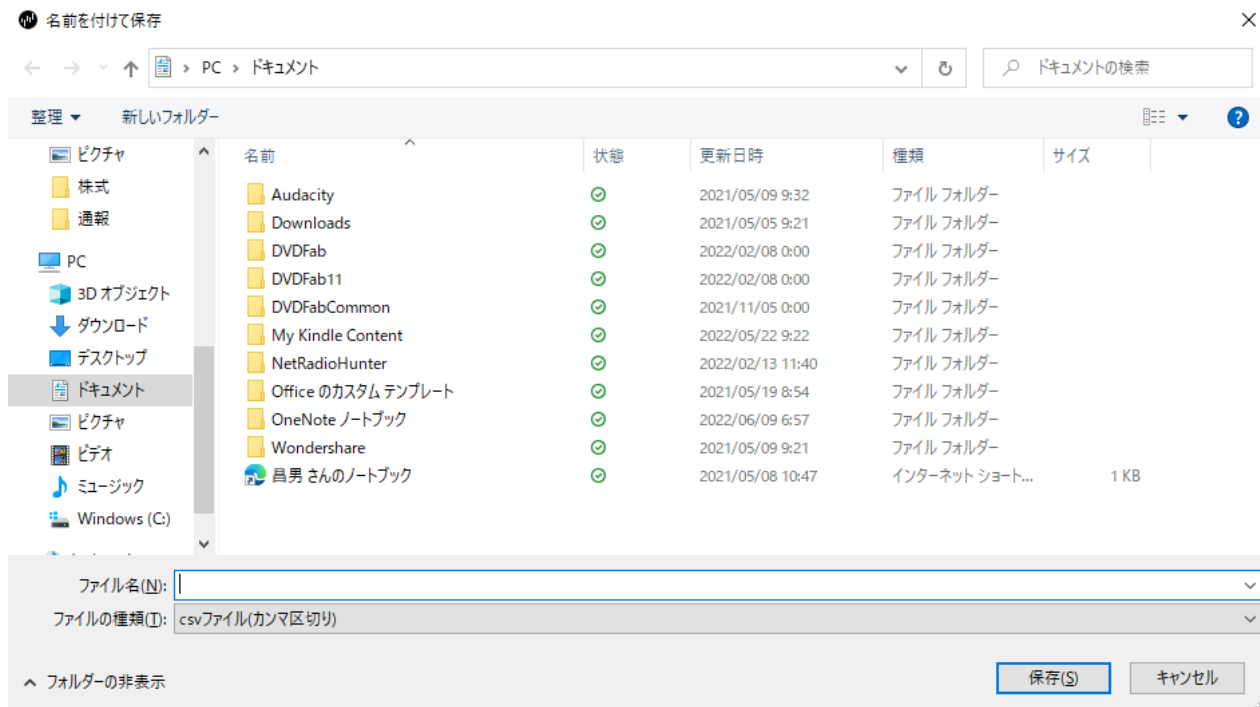 名前を付けて保存
PC › ドキュメント
ドキュメントの検索
整理
新しいフォルダー
ピクチャ
株式
通報
PC
3D オブジェクト
ダウンロード
デスクトップ
ドキュメント
ピクチャ
ビデオ
ミュージック
Windows (C:)
名前 状態 更新日時 種類 サイズ
Audacity 2021/05/09 9:32 ファイル フォルダー
Downloads 2021/05/05 9:21 ファイル フォルダー
DVDFab 2022/02/08 0:00 ファイル フォルダー
DVDFab11 2022/02/08 0:00 ファイル フォルダー
DVDFabCommon 2021/11/05 0:00 ファイル フォルダー
My Kindle Content 2022/05/22 9:22 ファイル フォルダー
NetRadioHunter 2022/02/13 11:40 ファイル フォルダー
Office のカスタム テンプレート 2021/05/19 8:54 ファイル フォルダー
OneNote ノートブック 2022/06/09 6:57 ファイル フォルダー
Wondershare 2021/05/09 9:21 ファイル フォルダー
昌男 さんのノートブック 2021/05/08 10:47 インターネット ショート... 1 KB
ファイル名(N):
ファイルの種類(T): csvファイル(カンマ区切り)
フォルダーの非表示
保存(S)
キャンセル